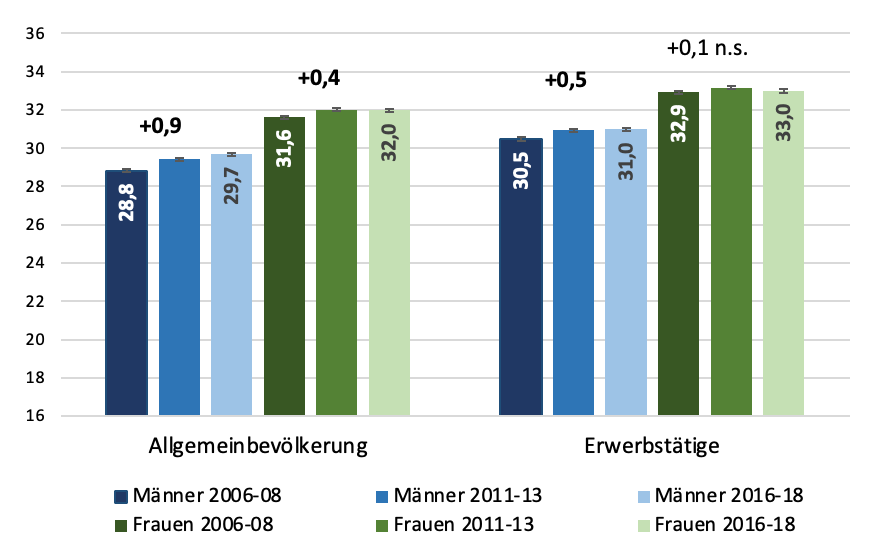 36
34
32
30
28
26
24
22
20
18
16
+0,9
+0,4
+0,5
+0,1 n.s.
28,8
29,7
31,6
32,0
30,5
31,0
32,9
33,0
Allgemeinbevölkerung
Erwerbstätige
Männer 2006-08
Männer 2011-13
Männer 2016-18
Frauen 2006-08
Frauen 2011-13
Frauen 2016-18